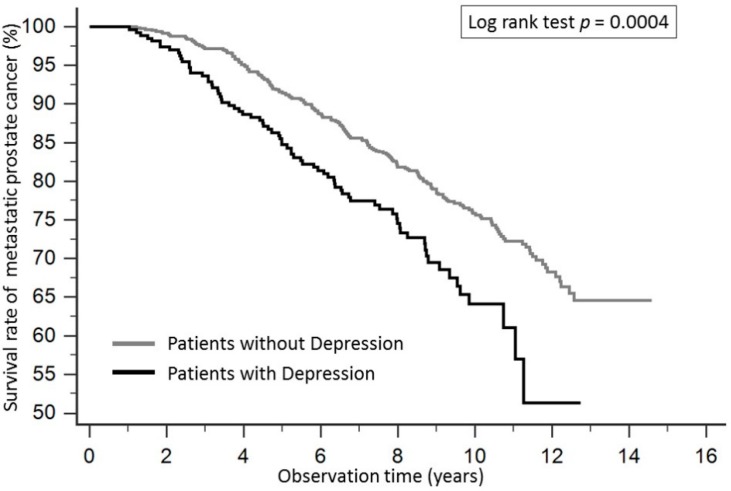 Log rank test p = 0.0004
Survival rate of metastatic prostate cancer (%)
100
95
90
85
80
75
70
65
60
55
50
Patients without Depression
Patients with Depression
0 2 4 6 8 10 12 14 16
Observation time (years)